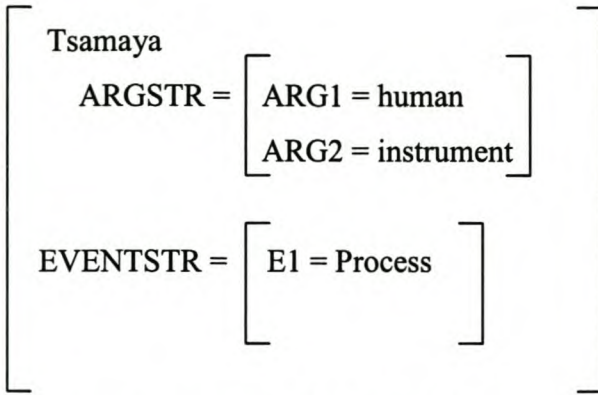 Tsamaya
ARGSTR = ARG1 = human
ARG2 = instrument
EVENTSTR = E1 = Process